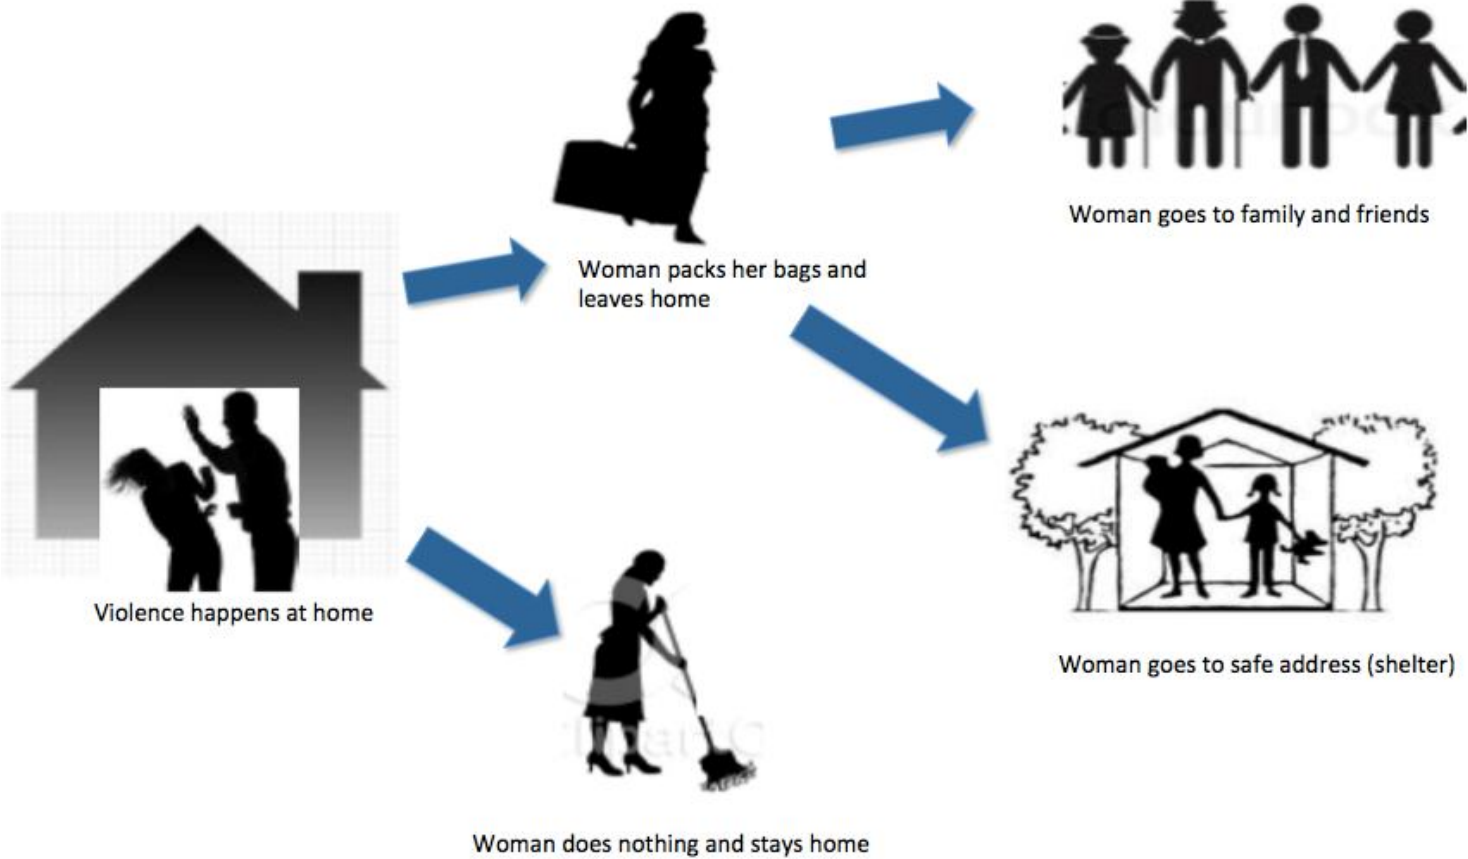 Woman goes to family and friends
Woman packs her bags and
leaves home
Violence happens at home
Woman goes to safe address (shelter)
Woman does nothing and stays home